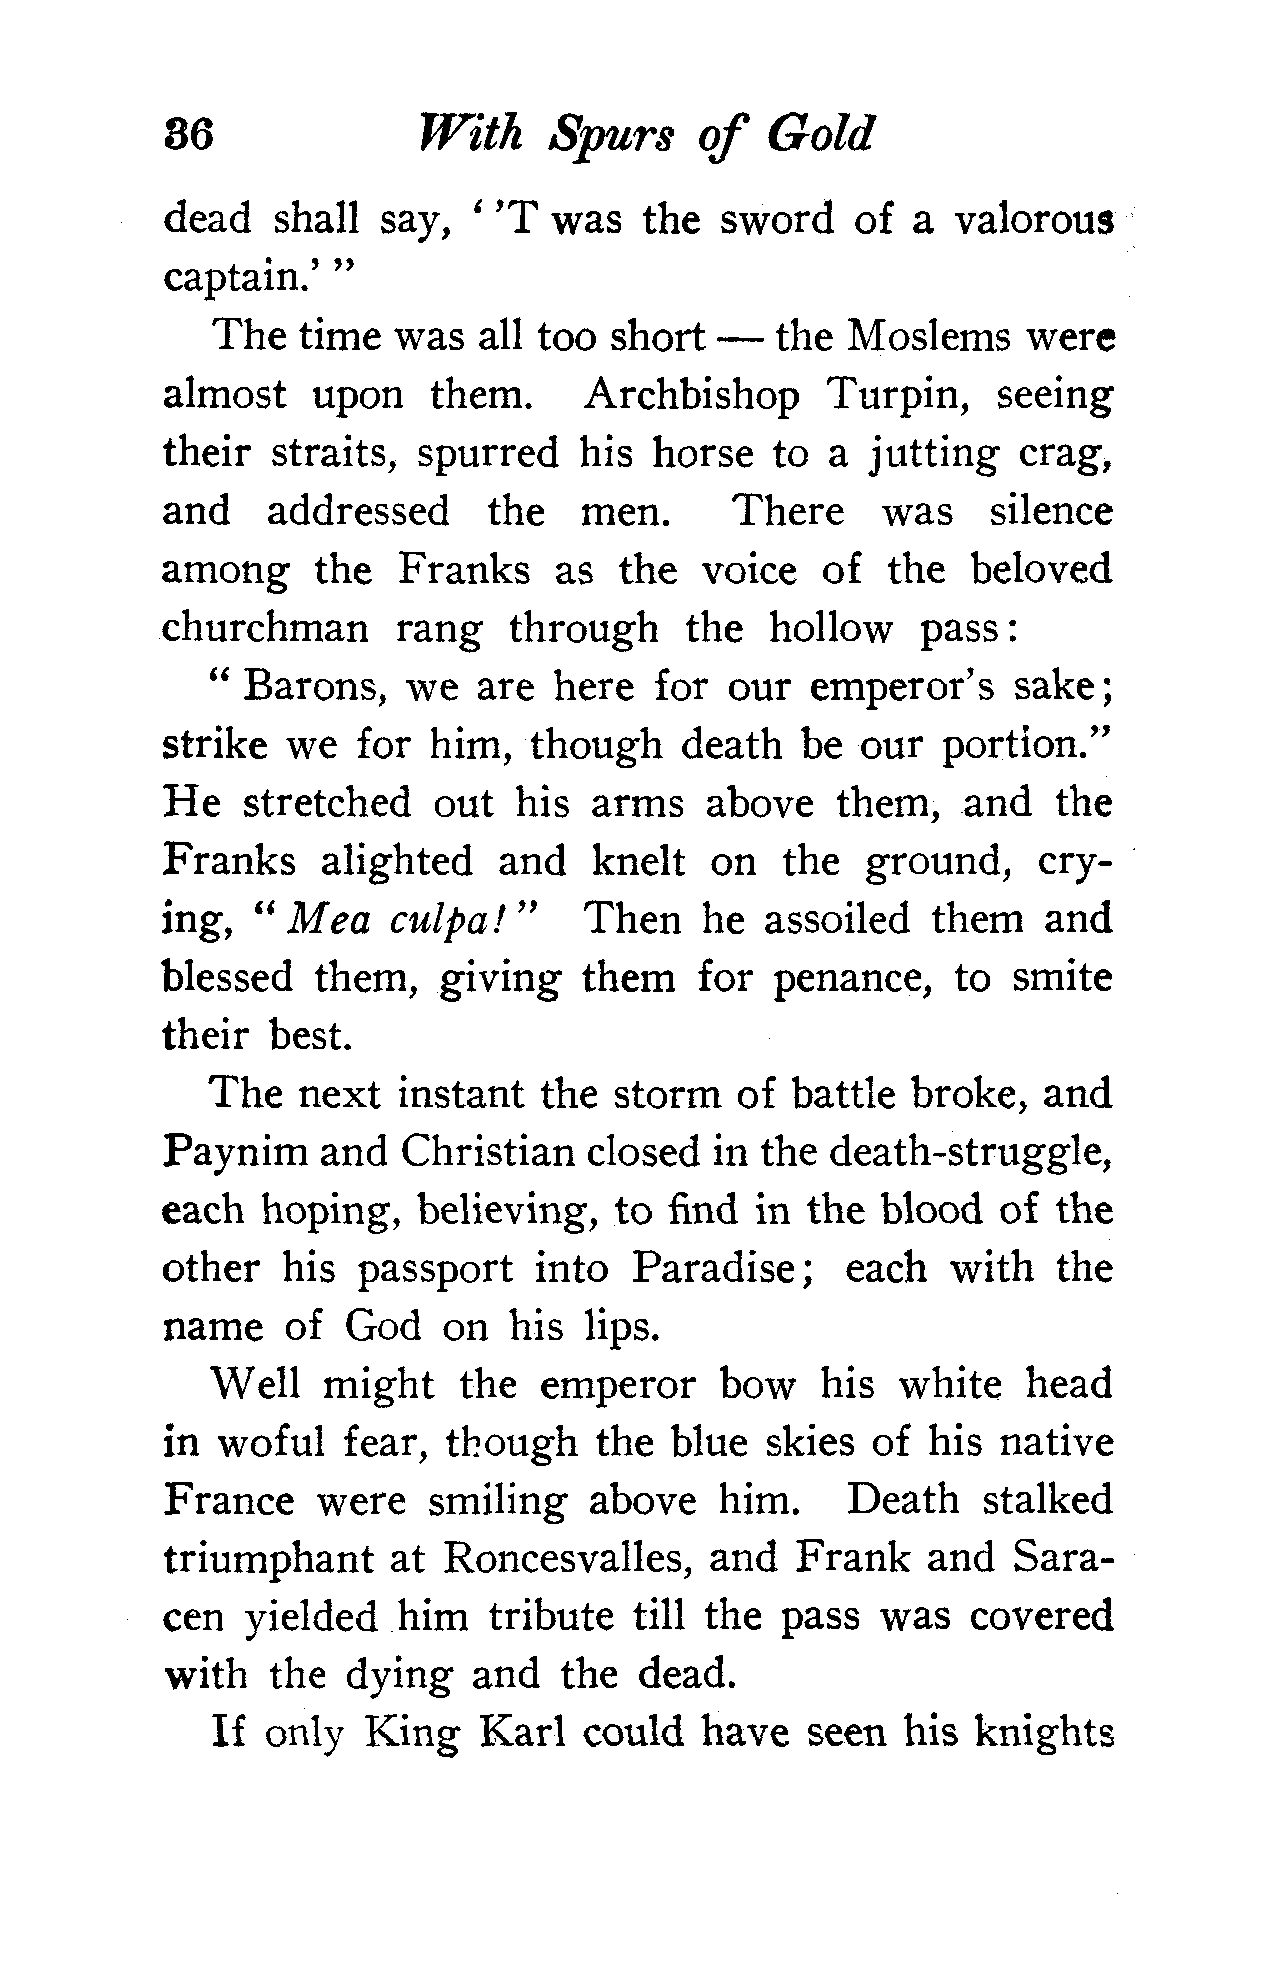 36 With Spurs of Gold
dead shall say, ‘ ’T was the sword of a valorous
captain.’ ”
The time was all too short — the Moslems were
almost upon them. Archbishop Turpin, seeing
their straits, spurred his horse to a jutting crag,
and addressed the men. There was silence
among the Franks as the voice of the beloved
churchman rang through the hollow pass :
“ Barons, we are here for our emperor’s sake ;
strike we for him, though death be our portion.”
He stretched out his arms above them, and the
Franks alighted and knelt on the ground, cry-
ing, “ Mea culpa! ” Then he assoiled them and
blessed them, giving them for penance, to smite
their best.
The next instant the storm of battle broke, and
Paynim and Christian closed in the death-struggle,
each hoping, believing, to find in the blood of the
other his passport into Paradise ; each with the
name of God on his lips.
Well might the emperor bow his white head
in woful fear, though the blue skies of his native
France were smiling above him. Death stalked
triumphant at Roncesvalles, and Frank and Sara-
cen yielded him tribute till the pass was covered
with the dying and the dead.
If only King Karl could have seen his knights